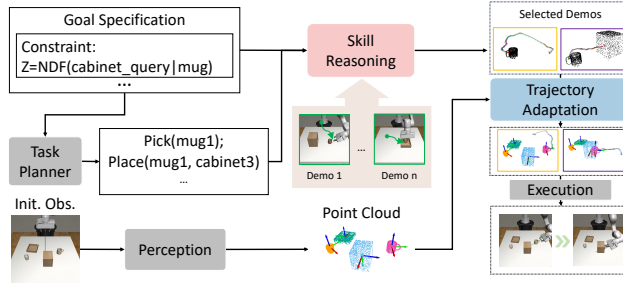 Goal Specification
Constraint:
Z=NDF(cabinet_query|mug)
...
Skill
Reasoning
Selected Demos
Trajectory
Adaptation
Task
Planner
Pick(mug1);
Place(mug1, cabinet3)
...
...
Demo 1
Demo n
Execution
Init. Obs.
Perception
Point Cloud